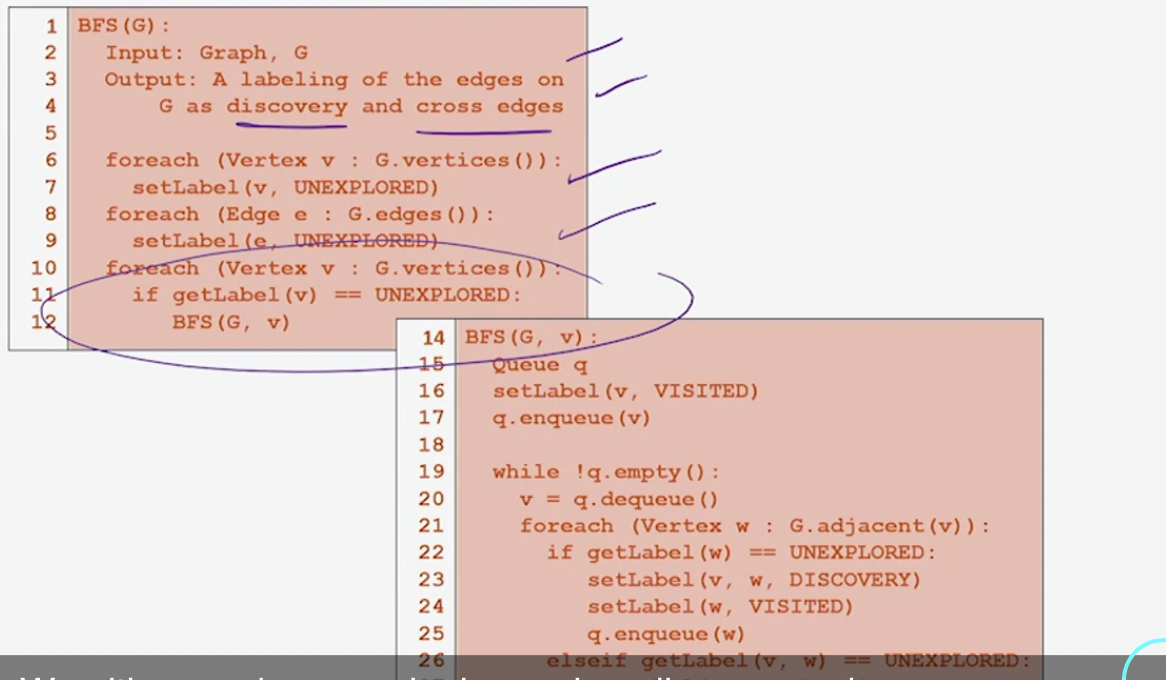 1 BFS(G):
2 Input: Graph, G
3 Output: A labeling of the edges on
4 G as discovery and cross edges
5
6 foreach (Vertex v : G.vertices()):
7 setLabel(v, UNEXPLORED)
8 foreach (Edge e : G.edges()):
9 setLabel(e, UNEXPLORED)
10 foreach (Vertex v : G.vertices()):
11 if getLabel(v) == UNEXPLORED:
12 BFS(G, v)
14 BFS(G, v):
15 Queue q
16 setLabel(v, VISITED)
17 q.enqueue(v)
18
19 while !q.empty():
20 v = q.dequeue()
21 foreach (Vertex w : G.adjacent(v)):
22 if getLabel(w) == UNEXPLORED:
23 setLabel(v, w, DISCOVERY)
24 setLabel(w, VISITED)
25 q.enqueue(w)
26 elseif getLabel(v, w) == UNEXPLORED: